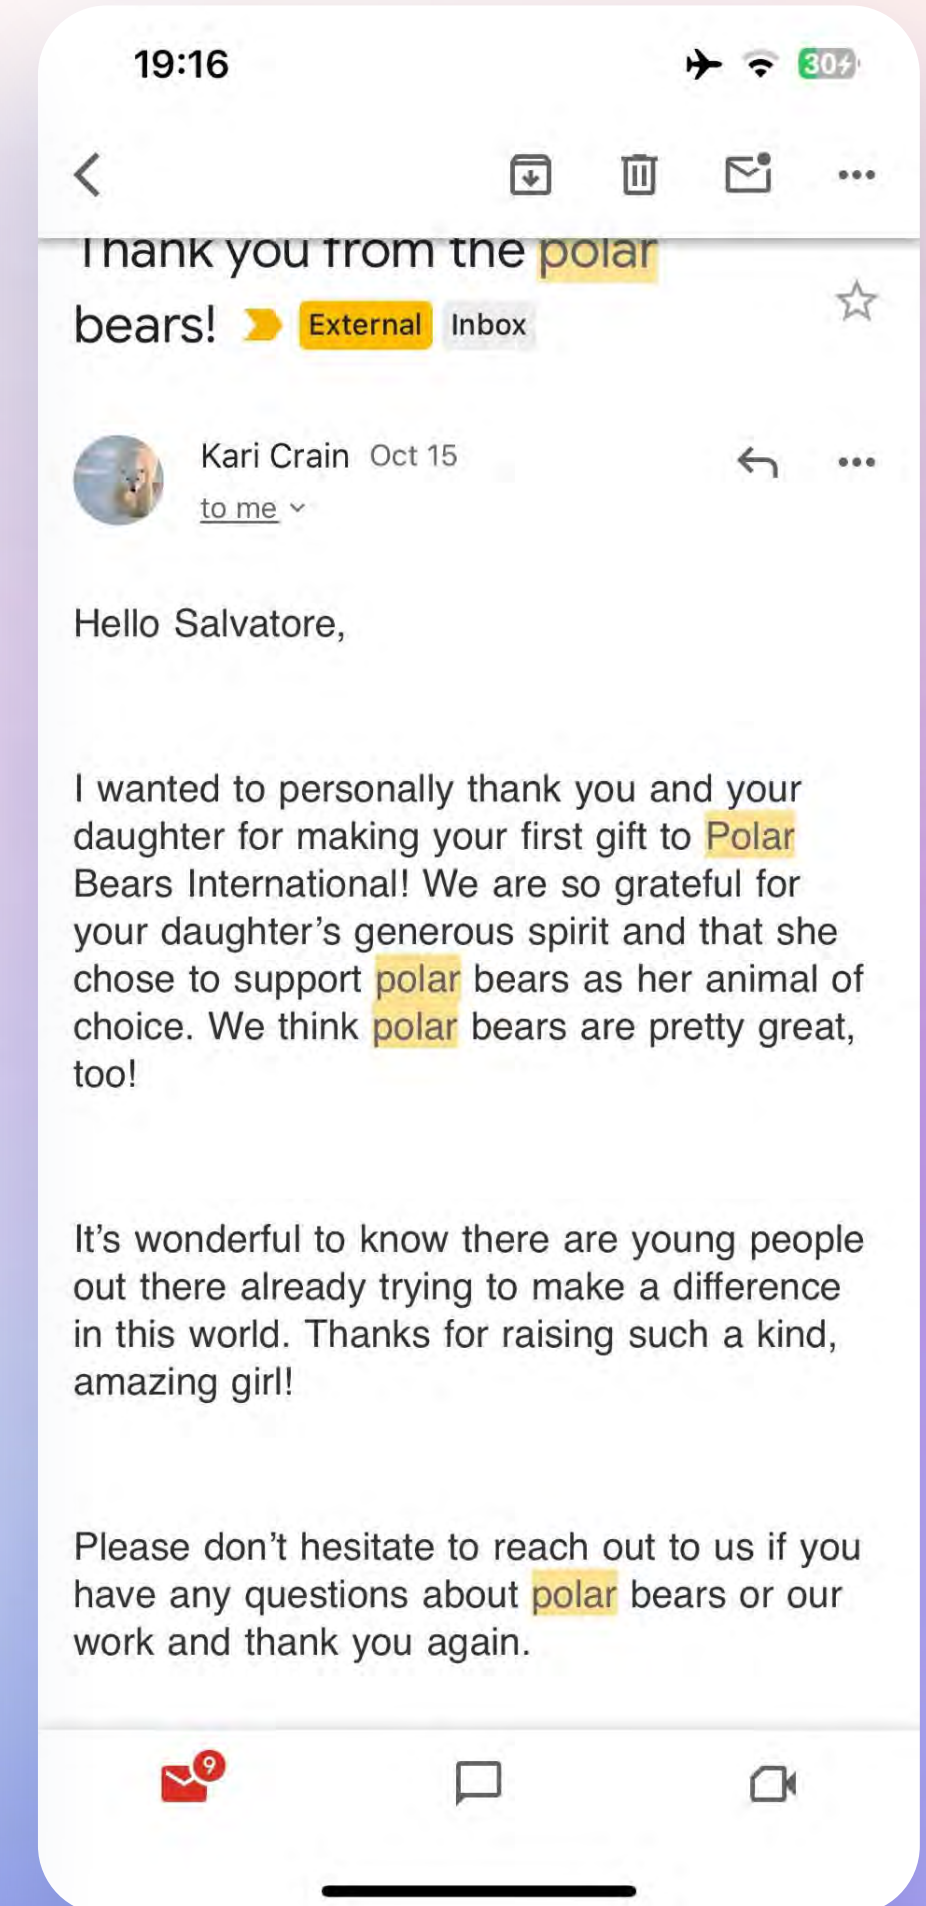 19:16
30
Thank you from the polar
bears! External Inbox
Kari Crain Oct 15
to me
Hello Salvatore,
I wanted to personally thank you and your
daughter for making your first gift to Polar
Bears International! We are so grateful for
your daughter’s generous spirit and that she
chose to support polar bears as her animal of
choice. We think polar bears are pretty great,
too!
It’s wonderful to know there are young people
out there already trying to make a difference
in this world. Thanks for raising such a kind,
amazing girl!
Please don’t hesitate to reach out to us if you
have any questions about polar bears or our
work and thank you again.
9